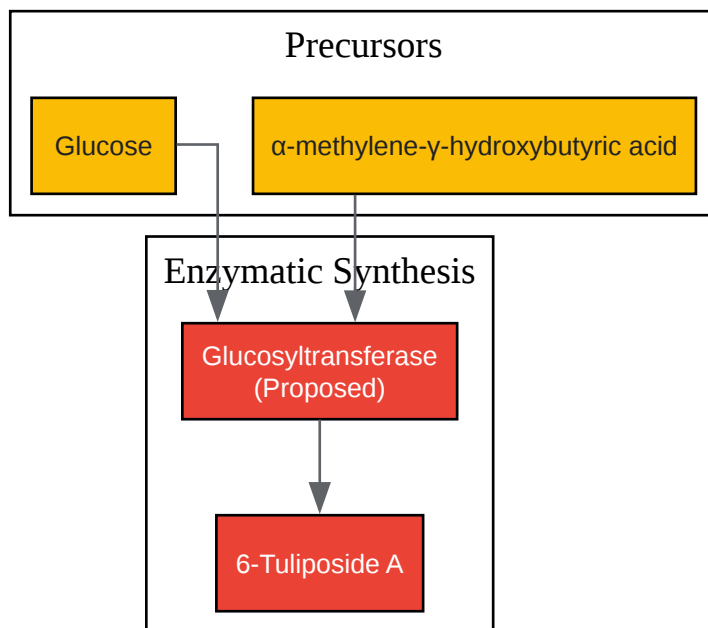 Precursors
Glucose
α-methylene-γ-hydroxybutyric acid
Enzymatic Synthesis
Glucosyltransferase
(Proposed)
6-Tuliposide A